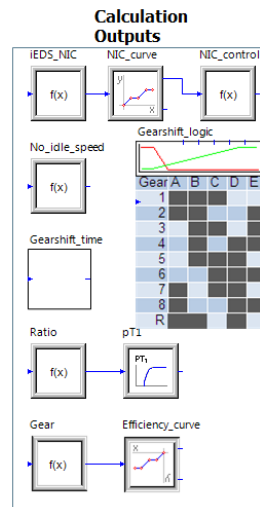 Calculation
Outputs
iEDS_NIC
NIC_curve
NIC_control
f(x)
y
x
f(x)
No_idle_speed
f(x)
Gearshift_logic
Gear A B C D E
1
2
3
4
5
6
7
8
R
Gearshift_time
Ratio
pT1
f(x)
PT₁
Gear
Efficiency_curve
f(x)
x
y